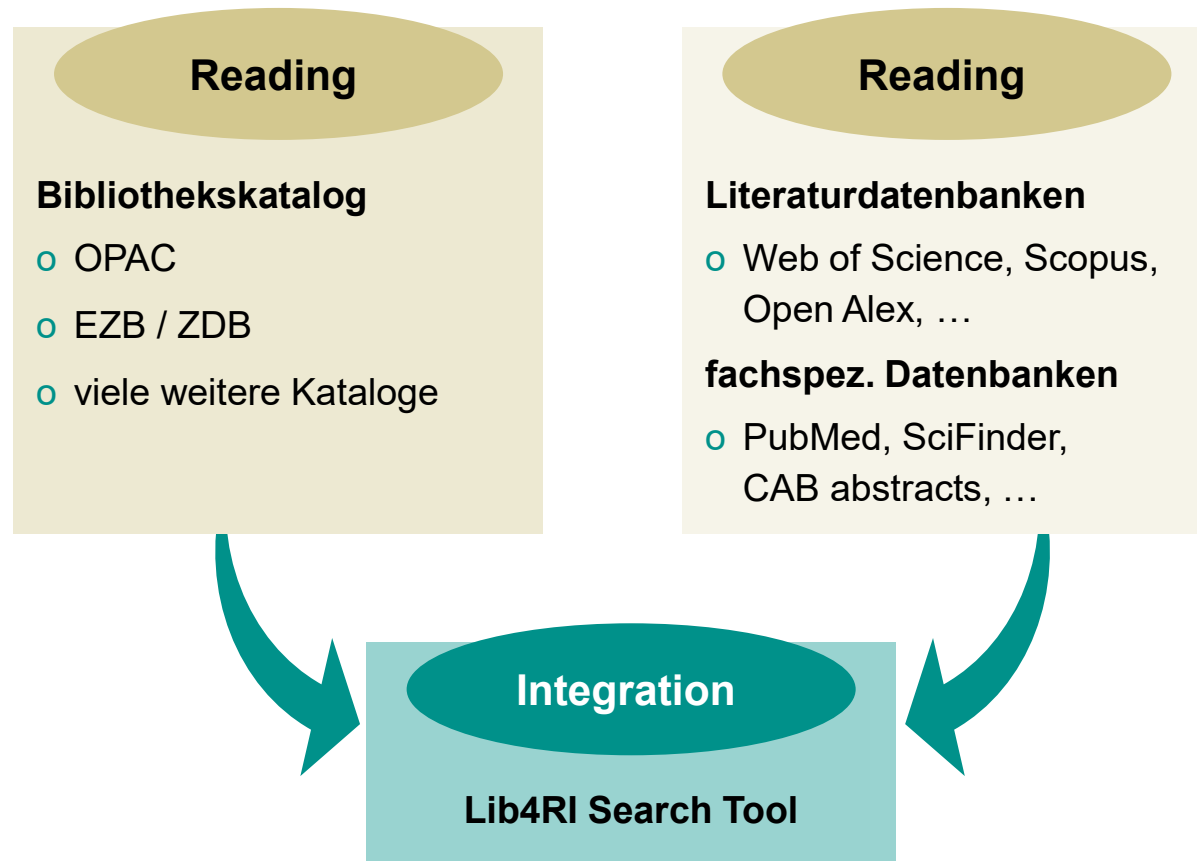 Reading
Bibliothekskatalog
o OPAC
o EZB / ZDB
o viele weitere Kataloge
Reading
Literaturdatenbanken
o Web of Science, Scopus,
Open Alex, …
fachspez. Datenbanken
o PubMed, SciFinder,
CAB abstracts, …
Integration
Lib4RI Search Tool